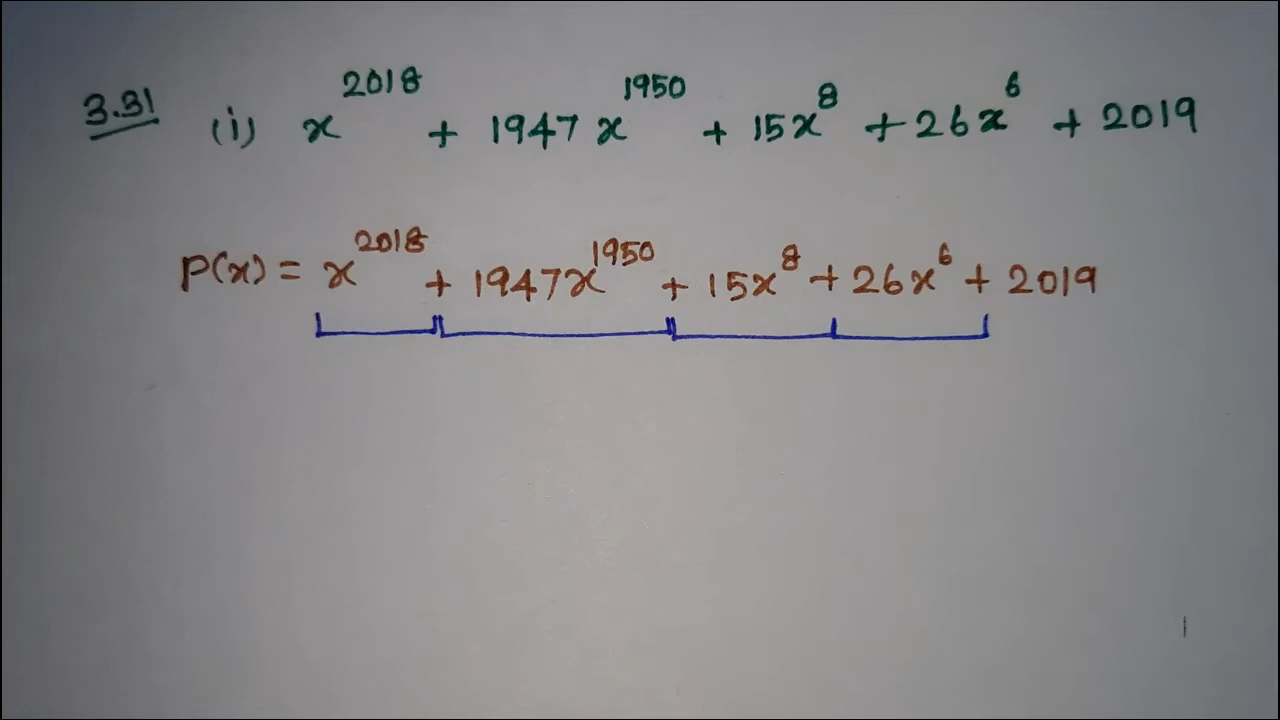 3.31 (i) x^2018 + 1947 x^1950 + 15x^8 + 26x^6 + 2019
P(x) = x^2018 + 1947x^1950 + 15x^8 + 26x^6 + 2019